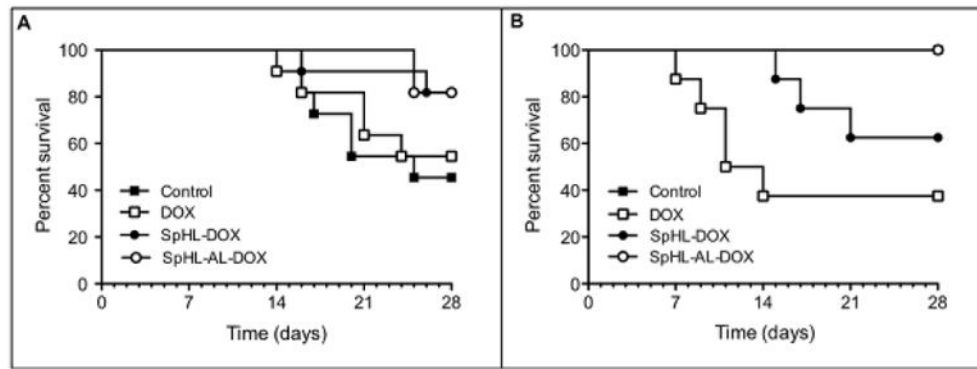 A
Percent survival
100
80
60
40
20
0
Control
DOX
SpHL-DOX
SpHL-AL-DOX
0 7 14 21 28
Time (days)
B
Percent survival
100
80
60
40
20
0
Control
DOX
SpHL-DOX
SpHL-AL-DOX
0 7 14 21 28
Time (days)